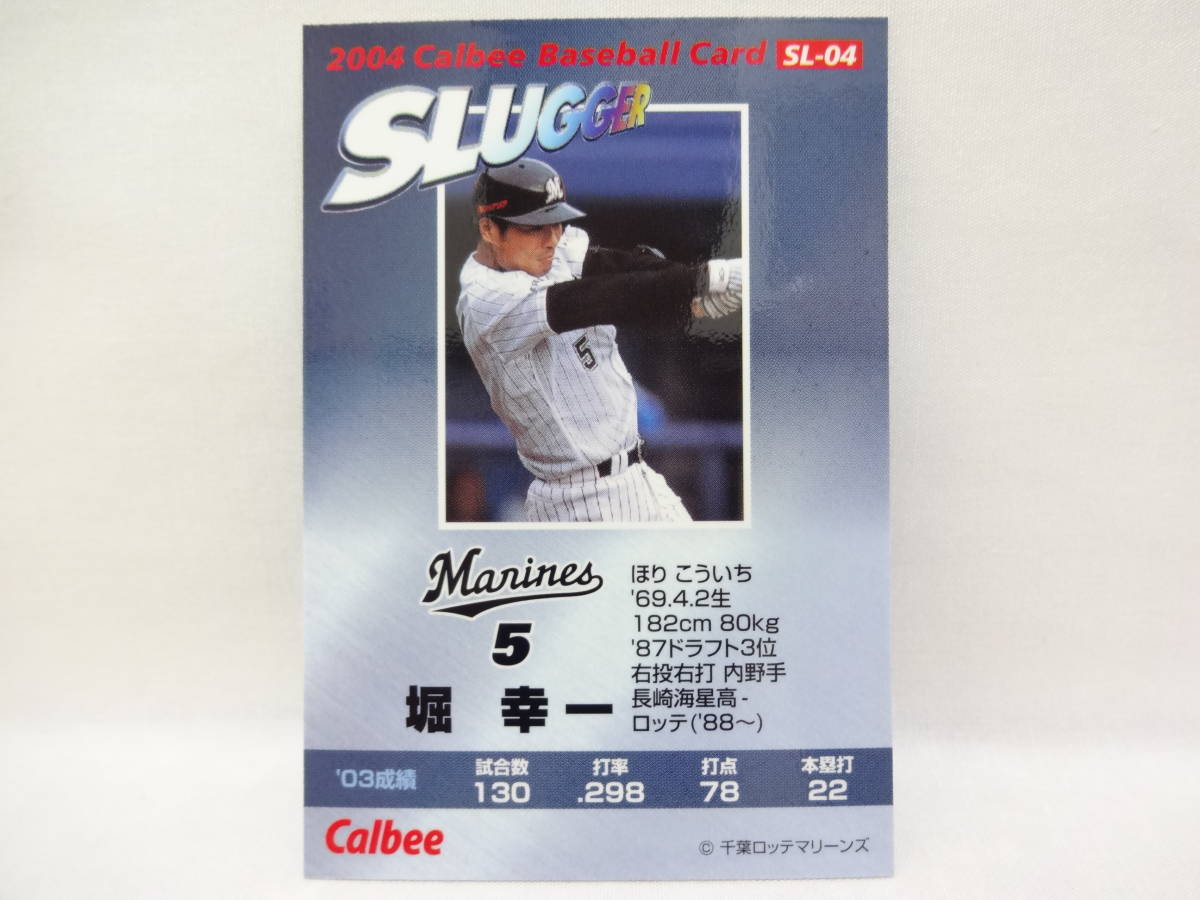 2004 Calbee Baseball Card SL-04
SLUGGER
M
5
Marines
5
堀 幸一
ほり こういち
'69.4.2生
182cm 80kg
'87ドラフト3位
右投右打 内野手
長崎海星高-
ロッテ('88〜)
'03成績
試合数 打率 打点 本塁打
130 .298 78 22
Calbee
© 千葉ロッテマリーンズ